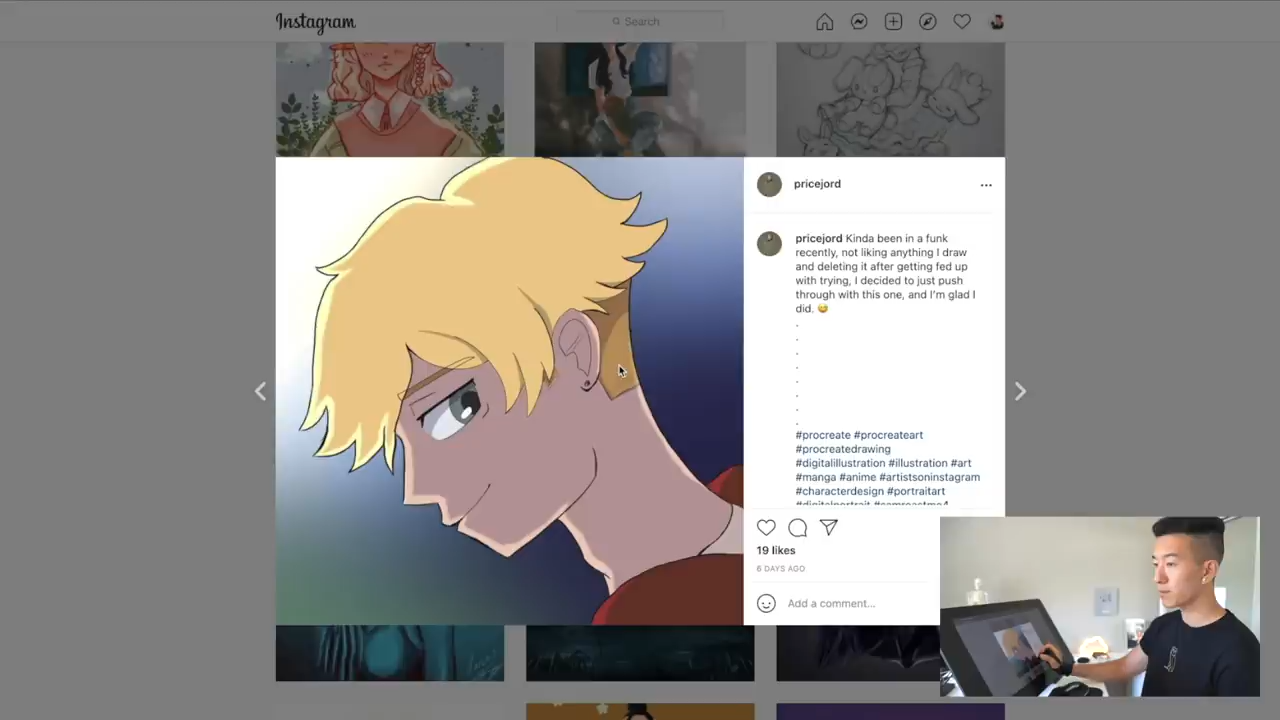 Instagram
Search
pricejord
pricejord Kinda been in a funk
recently, not liking anything I draw
and deleting it after getting fed up
with trying, I decided to just push
through with this one, and I'm glad I
did. 😄
.
.
.
.
.
.
.
.
#procreate #procreateart
#procreatedrawing
#digitalillustration #illustration #art
#manga #anime #artistsoninstagram
#characterdesign #portraitart
#digitalportrait #samreastme4
19 likes
6 DAYS AGO
Add a comment...